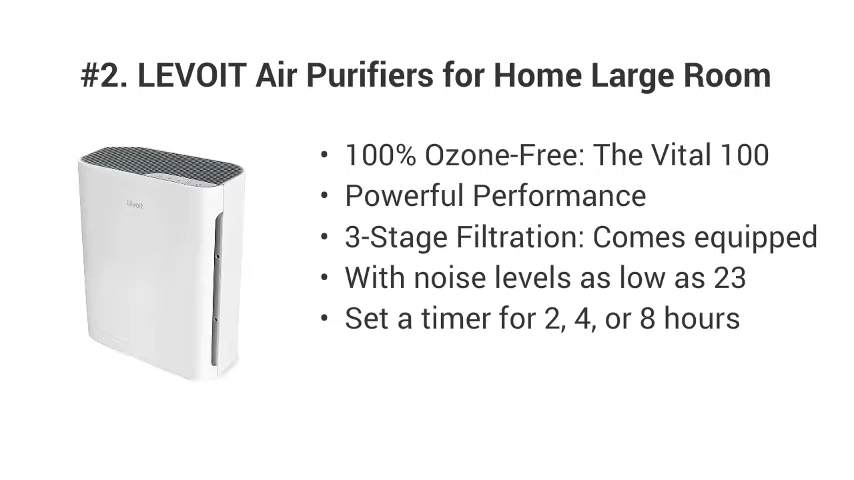 #2. LEVOIT Air Purifiers for Home Large Room
• 100% Ozone-Free: The Vital 100
• Powerful Performance
• 3-Stage Filtration: Comes equipped
• With noise levels as low as 23
• Set a timer for 2, 4, or 8 hours
levoit